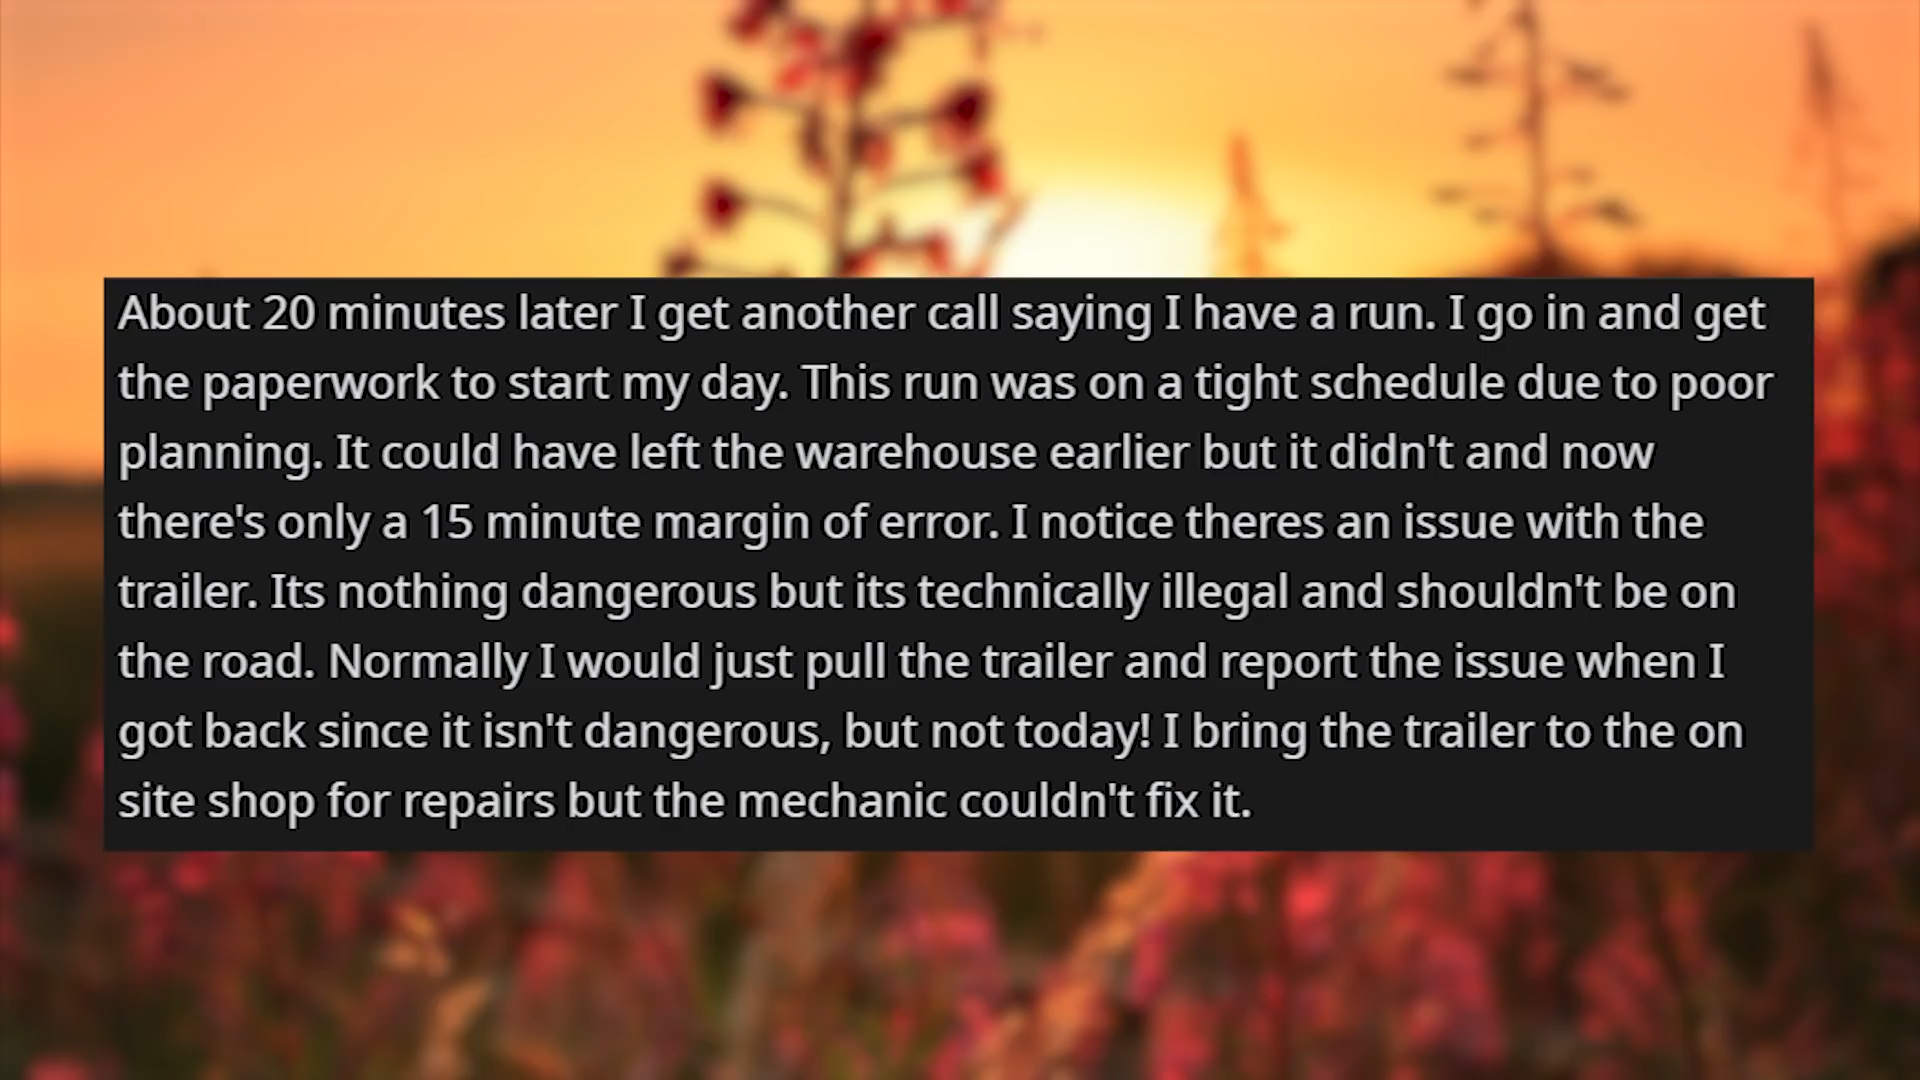 About 20 minutes later I get another call saying I have a run. I go in and get
the paperwork to start my day. This run was on a tight schedule due to poor
planning. It could have left the warehouse earlier but it didn't and now
there's only a 15 minute margin of error. I notice theres an issue with the
trailer. Its nothing dangerous but its technically illegal and shouldn't be on
the road. Normally I would just pull the trailer and report the issue when I
got back since it isn't dangerous, but not today! I bring the trailer to the on
site shop for repairs but the mechanic couldn't fix it.